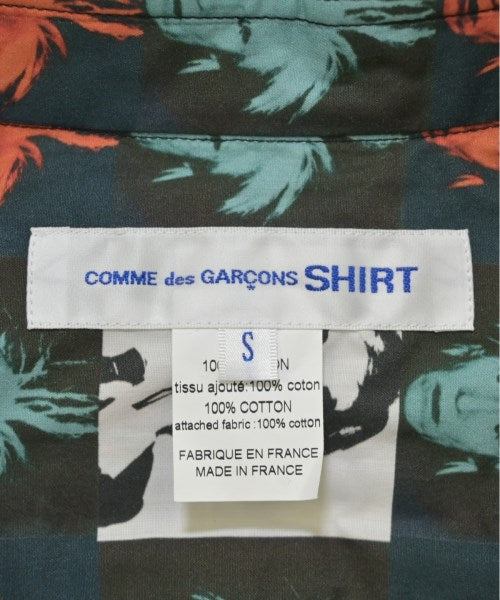 COMME des GARÇONS SHIRT
S
tissu ajouté:100% coton
100% COTTON
attached fabric :100% cotton
FABRIQUE EN FRANCE
MADE IN FRANCE